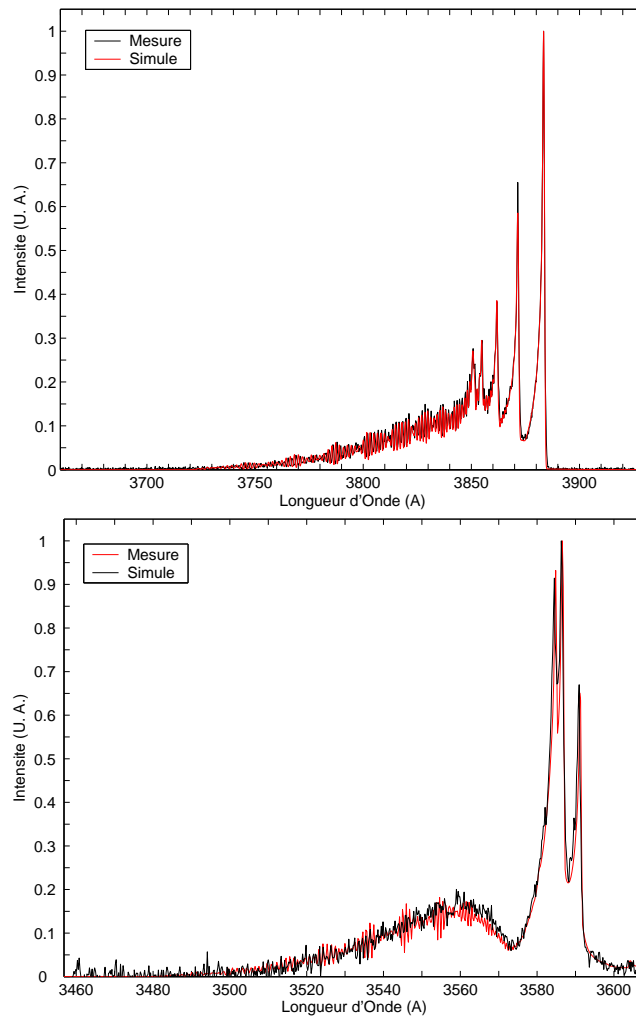 1
0.9
0.8
0.7
0.6
0.5
0.4
0.3
0.2
0.1
0
Intensite (U. A.)
Mesure
Simule
3700 3750 3800 3850 3900
Longueur d'Onde (A)
1
0.9
0.8
0.7
0.6
0.5
0.4
0.3
0.2
0.1
0
Intensite (U. A.)
Mesure
Simule
3460 3480 3500 3520 3540 3560 3580 3600
Longueur d'Onde (A)